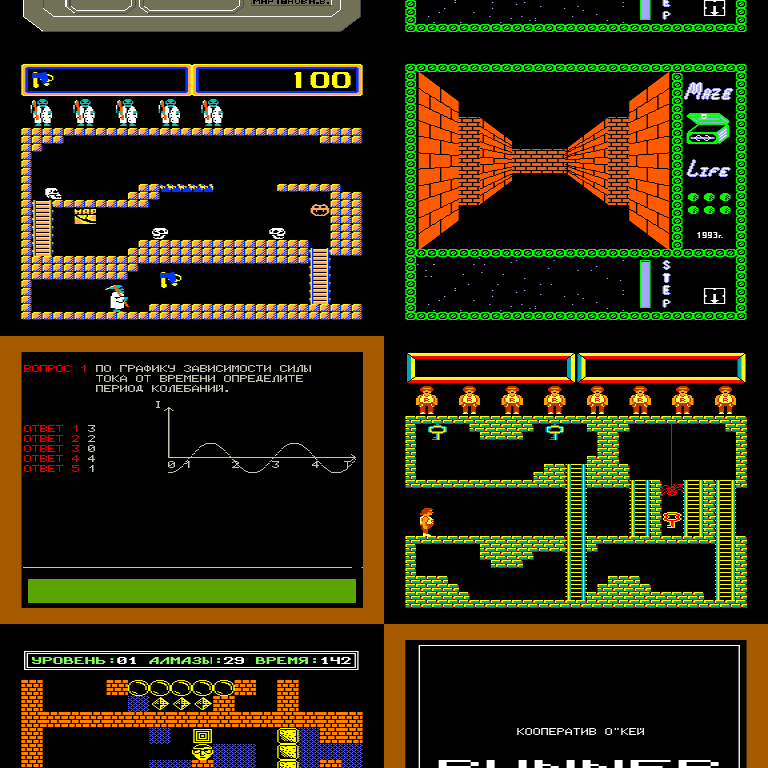 МАРТЫНОВ А.В.
E
P
100
MAP
MAZE
LIFE
1993г.
S
T
E
P
ВОПРОС 1 ПО ГРАФИКУ ЗАВИСИМОСТИ СИЛЫ
ТОКА ОТ ВРЕМЕНИ ОПРЕДЕЛИТЕ
ПЕРИОД КОЛЕБАНИЙ.
I
ОТВЕТ 1 3
ОТВЕТ 2 2
ОТВЕТ 3 0
ОТВЕТ 4 4
ОТВЕТ 5 1
0 1 2 3 4 T
УРОВЕНЬ:01 АЛМАЗЫ:29 ВРЕМЯ:142
КООПЕРАТИВ О"КЕЙ
RUNNER